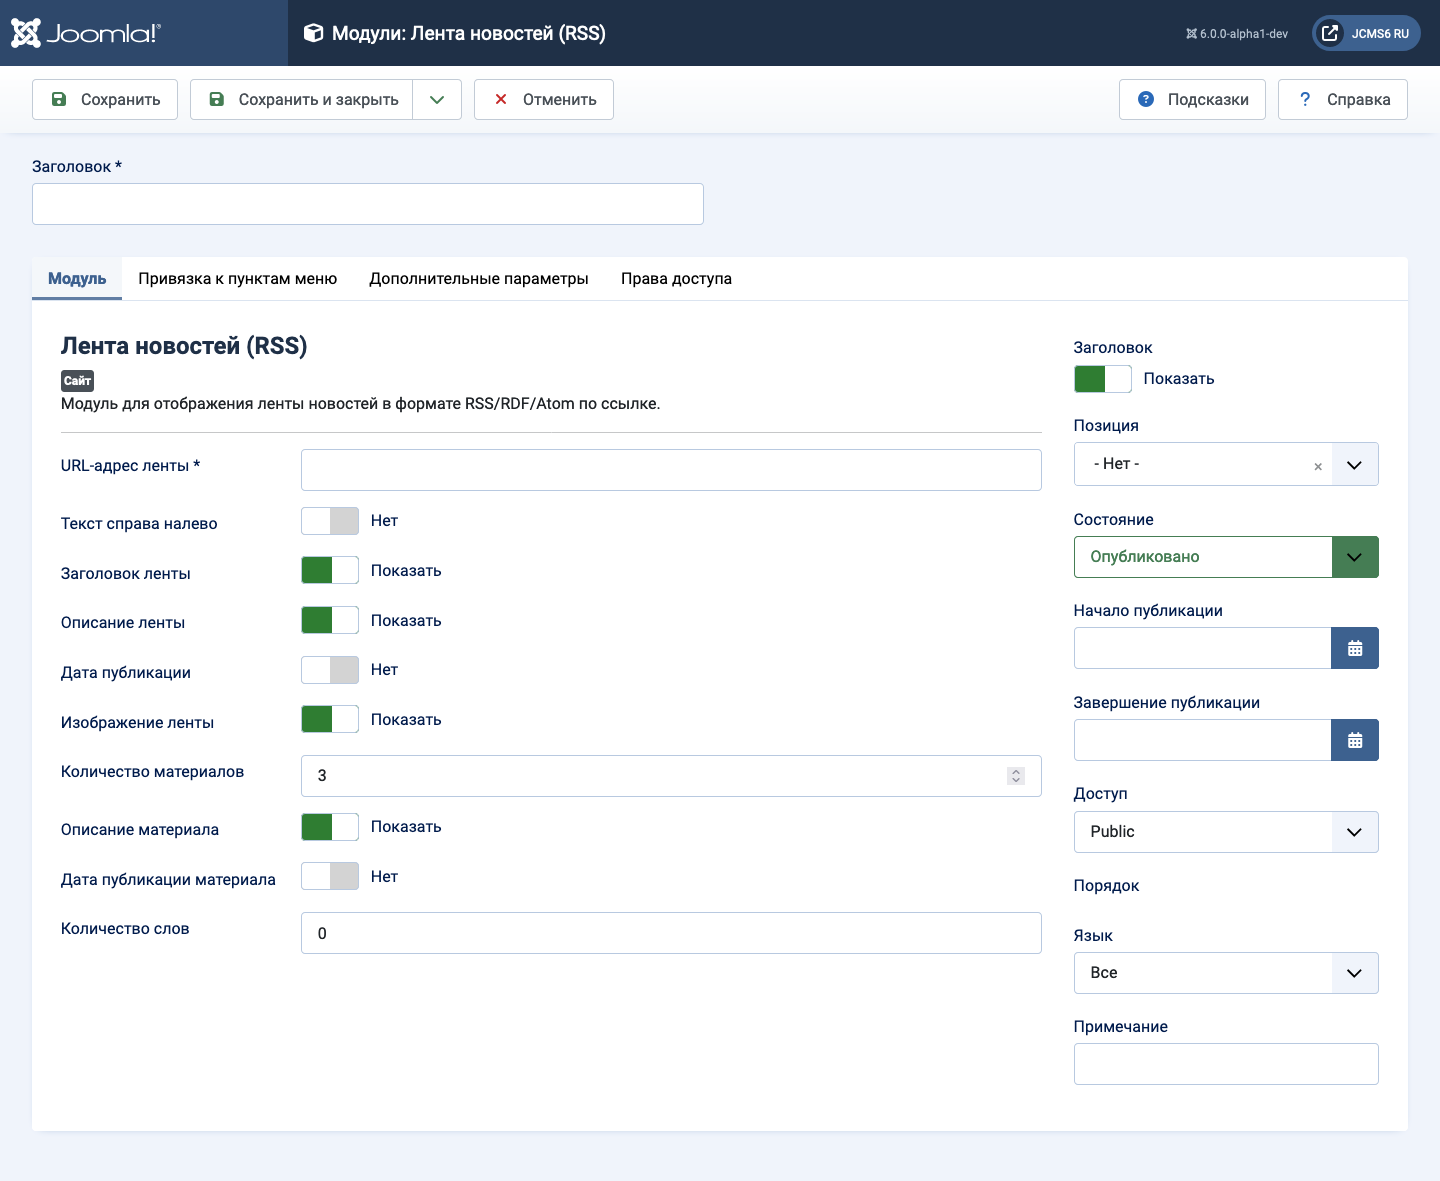 Joomla!
Модули: Лента новостей (RSS)
6.0.0-alpha1-dev
JCMS6 RU
Сохранить
Сохранить и закрыть
Отменить
Подсказки
Справка
Заголовок *
Модуль
Привязка к пунктам меню
Дополнительные параметры
Права доступа
Лента новостей (RSS)
Сайт
Модуль для отображения ленты новостей в формате RSS/RDF/Atom по ссылке.
URL-адрес ленты *
Текст справа налево
Нет
Заголовок ленты
Показать
Описание ленты
Показать
Дата публикации
Нет
Изображение ленты
Показать
Количество материалов
3
Описание материала
Показать
Дата публикации материала
Нет
Количество слов
0
Заголовок
Показать
Позиция
- Нет -
×
Состояние
Опубликовано
Начало публикации
Завершение публикации
Доступ
Public
Порядок
Язык
Все
Примечание